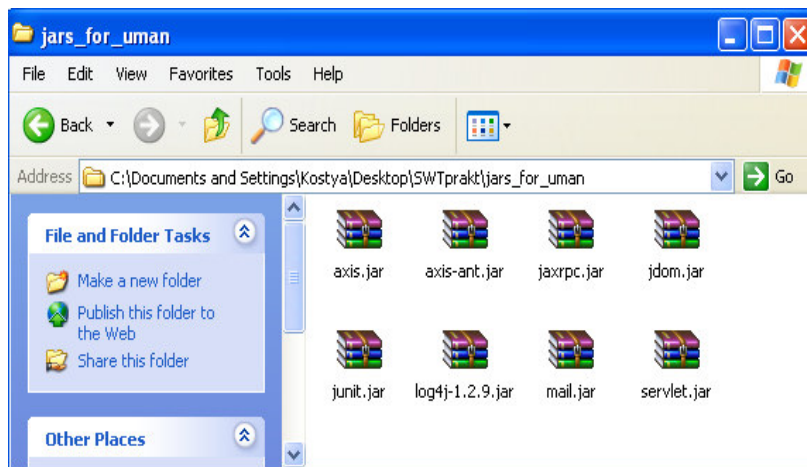 jars_for_uman
File Edit View Favorites Tools Help
Back Search Folders
Address C:\Documents and Settings\Kostya\Desktop\SWTprakt\jars_for_uman Go
File and Folder Tasks
Make a new folder
Publish this folder to
the Web
Share this folder
Other Places
axis.jar axis-ant.jar jaxrpc.jar jdom.jar
junit.jar log4j-1.2.9.jar mail.jar servlet.jar